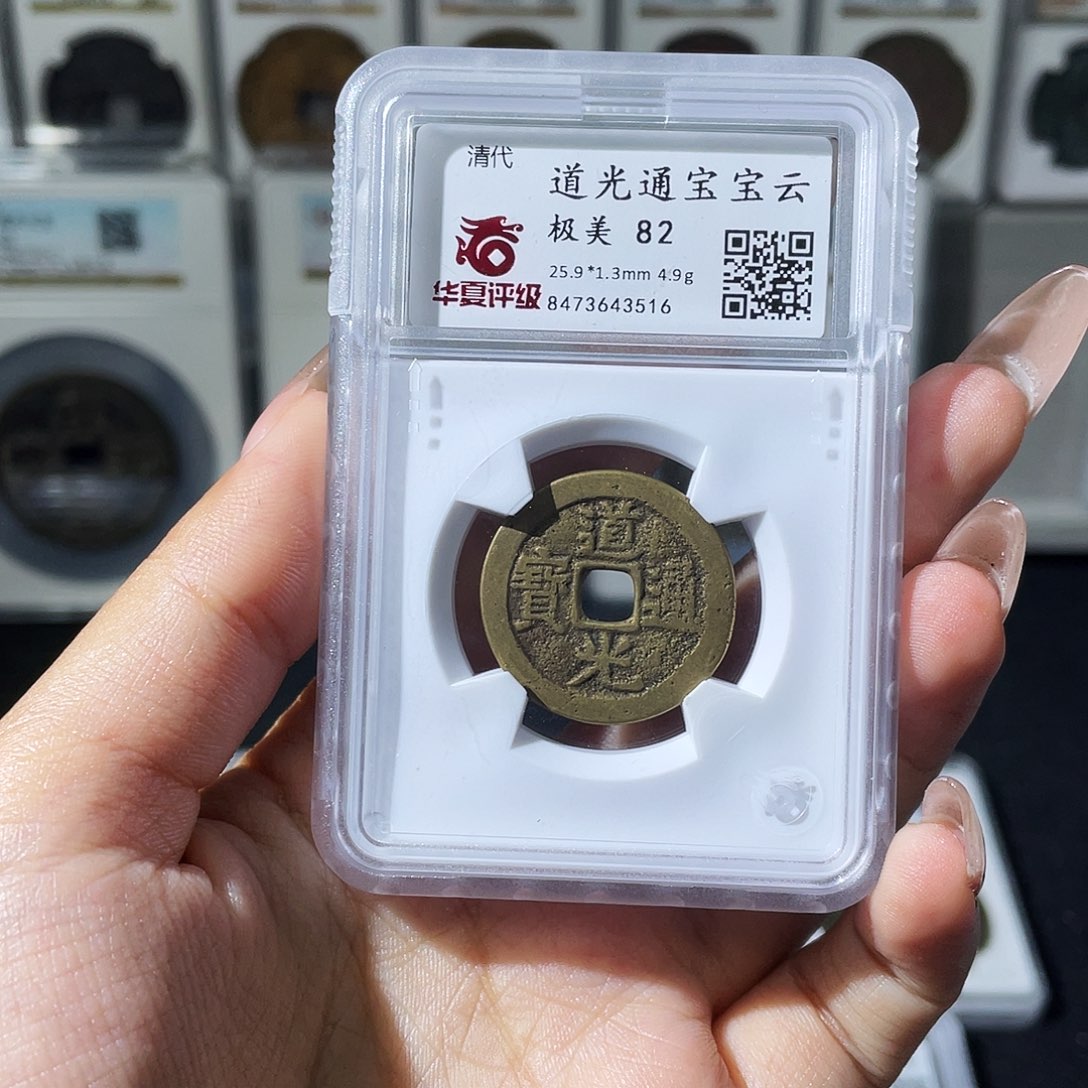 清代
道光通宝宝云
极美 82
25.9*1.3mm 4.9g
华夏评级
8473643516
道
寶 通
光